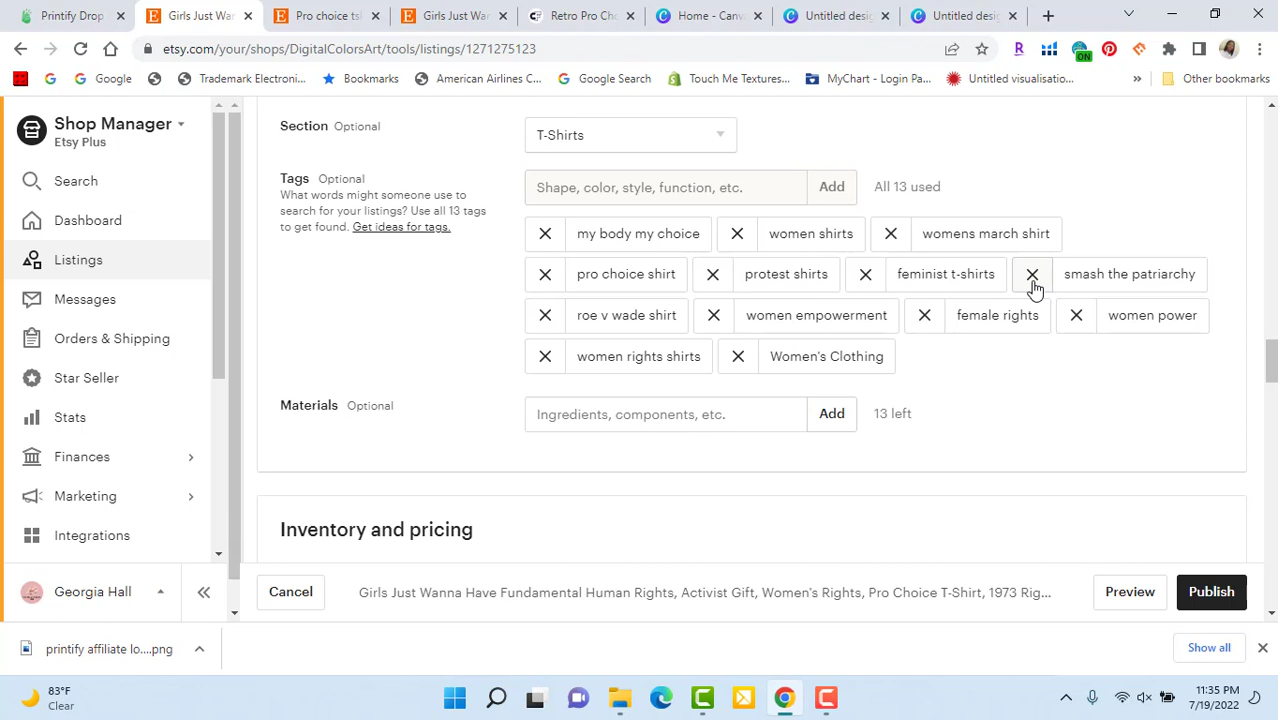 Printify Drop
Girls Just War
Pro choice tsh
Girls Just War
Retro Pro Cho
Home - Canva
Untitled desig
Untitled desig
etsy.com/your/shops/DigitalColorsArt/tools/listings/1271275123
ON
Google
Trademark Electroni...
Bookmarks
American Airlines C...
Google Search
Touch Me Textures...
MyChart - Login Pa...
Untitled visualisatio...
»
Other bookmarks
Shop Manager
Etsy Plus
Search
Dashboard
Listings
Messages
Orders & Shipping
Star Seller
Stats
Finances
Marketing
Integrations
Georgia Hall
Section Optional
T-Shirts
Tags Optional
What words might someone use to
search for your listings? Use all 13 tags
to get found. Get ideas for tags.
Shape, color, style, function, etc. Add All 13 used
my body my choice women shirts womens march shirt
pro choice shirt protest shirts feminist t-shirts smash the patriarchy
roe v wade shirt women empowerment female rights women power
women rights shirts Women's Clothing
Materials Optional
Ingredients, components, etc. Add 13 left
Inventory and pricing
Cancel Girls Just Wanna Have Fundamental Human Rights, Activist Gift, Women's Rights, Pro Choice T-Shirt, 1973 Rig... Preview Publish
printify affiliate lo....png
Show all
83°F
Clear
11:35 PM
7/19/2022